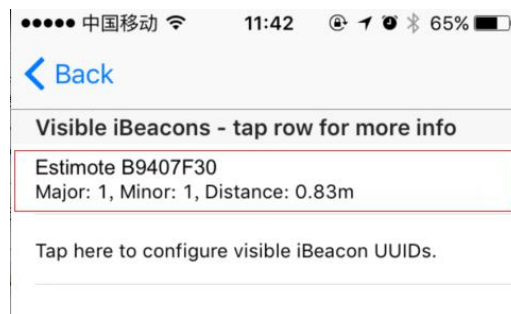 中国移动 11:42 65%
Back
Visible iBeacons - tap row for more info
Estimote B9407F30
Major: 1, Minor: 1, Distance: 0.83m
Tap here to configure visible iBeacon UUIDs.